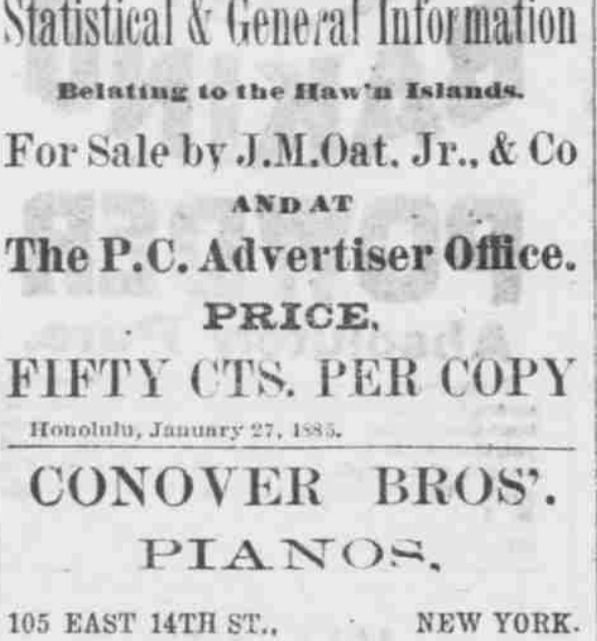 Statistical & General Information
Relating to the Haw'n Islands.
For Sale by J.M.Oat. Jr., & Co
AND AT
The P.C. Advertiser Office.
PRICE,
FIFTY CTS. PER COPY
Honolulu, January 27, 1885.
CONOVER BROS'.
PIANOS.
105 EAST 14TH ST., NEW YORK.